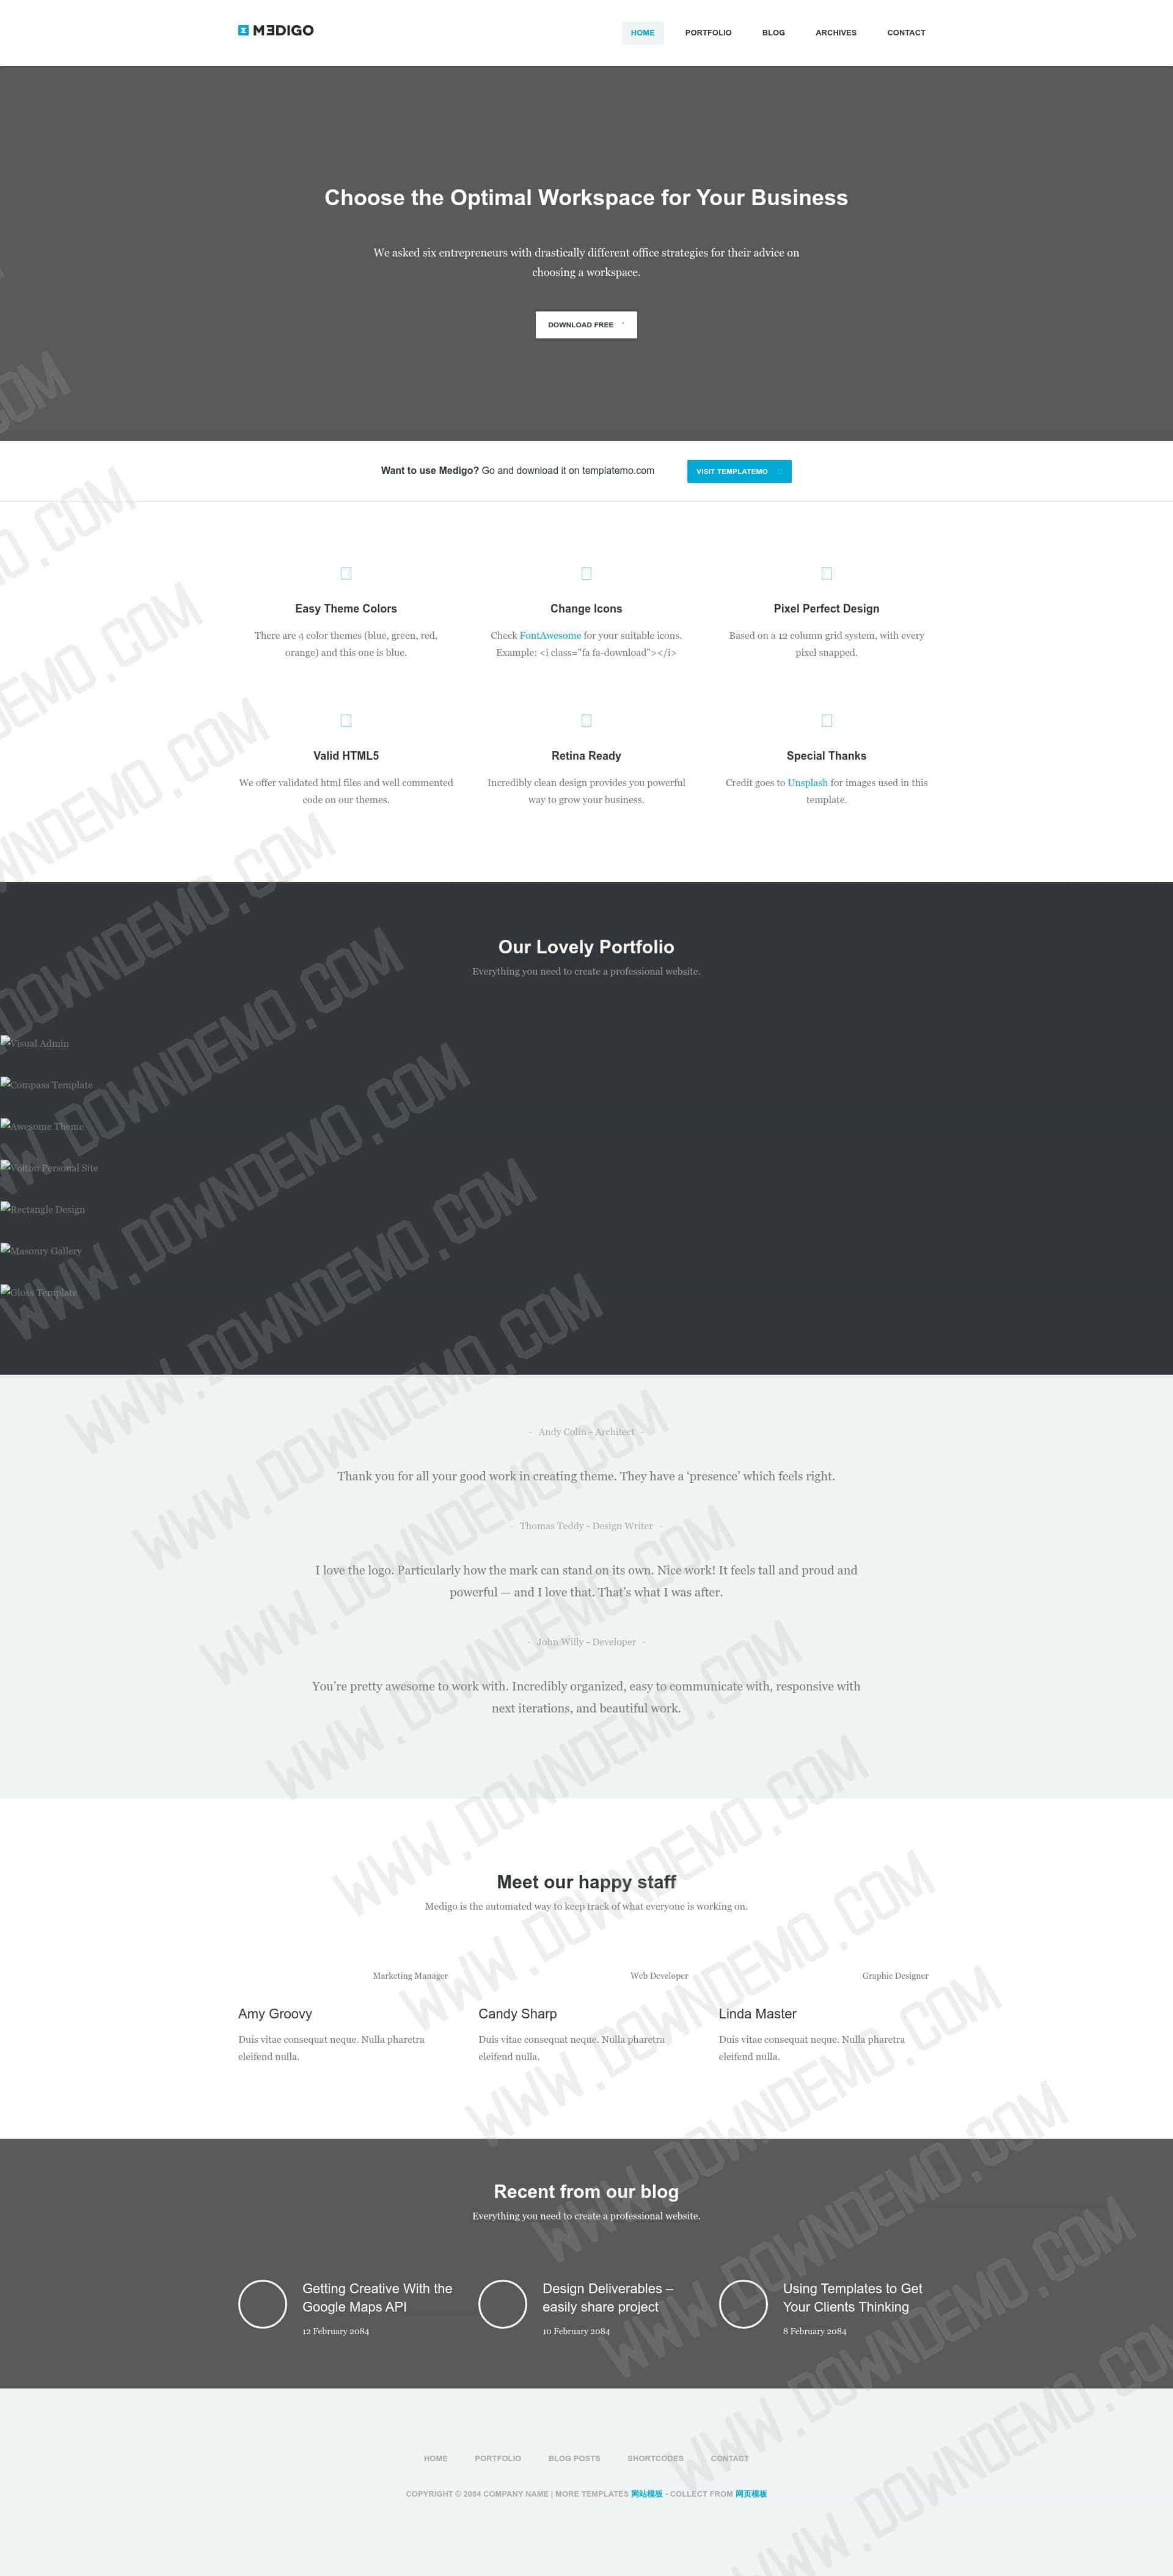 MEDIGO
HOME PORTFOLIO BLOG ARCHIVES CONTACT
Choose the Optimal Workspace for Your Business
We asked six entrepreneurs with drastically different office strategies for their advice on
choosing a workspace.
DOWNLOAD FREE
Want to use Medigo? Go and download it on templatemo.com
VISIT TEMPLATEMO
Easy Theme Colors
There are 4 color themes (blue, green, red,
orange) and this one is blue.
Change Icons
Check FontAwesome for your suitable icons.
Example: <i class="fa fa-download"></i>
Pixel Perfect Design
Based on a 12 column grid system, with every
pixel snapped.
Valid HTML5
We offer validated html files and well commented
code on our themes.
Retina Ready
Incredibly clean design provides you powerful
way to grow your business.
Special Thanks
Credit goes to Unsplash for images used in this
template.
Our Lovely Portfolio
Everything you need to create a professional website.
Visual Admin
Compass Template
Awesome Theme
Volton Personal Site
Rectangle Design
Masonry Gallery
Gloss Template
- Andy Colin - Architect -
Thank you for all your good work in creating theme. They have a ‘presence’ which feels right.
- Thomas Teddy - Design Writer -
I love the logo. Particularly how the mark can stand on its own. Nice work! It feels tall and proud and
powerful — and I love that. That’s what I was after.
- John Willy - Developer -
You’re pretty awesome to work with. Incredibly organized, easy to communicate with, responsive with
next iterations, and beautiful work.
Meet our happy staff
Medigo is the automated way to keep track of what everyone is working on.
Marketing Manager
Amy Groovy
Duis vitae consequat neque. Nulla pharetra
eleifend nulla.
Web Developer
Candy Sharp
Duis vitae consequat neque. Nulla pharetra
eleifend nulla.
Graphic Designer
Linda Master
Duis vitae consequat neque. Nulla pharetra
eleifend nulla.
Recent from our blog
Everything you need to create a professional website.
Getting Creative With the
Google Maps API
12 February 2084
Design Deliverables –
easily share project
10 February 2084
Using Templates to Get
Your Clients Thinking
8 February 2084
HOME PORTFOLIO BLOG POSTS SHORTCODES CONTACT
COPYRIGHT © 2084 COMPANY NAME | MORE TEMPLATES 网站模板 - COLLECT FROM 网页模板
WWW.DOWNDEMO.COM